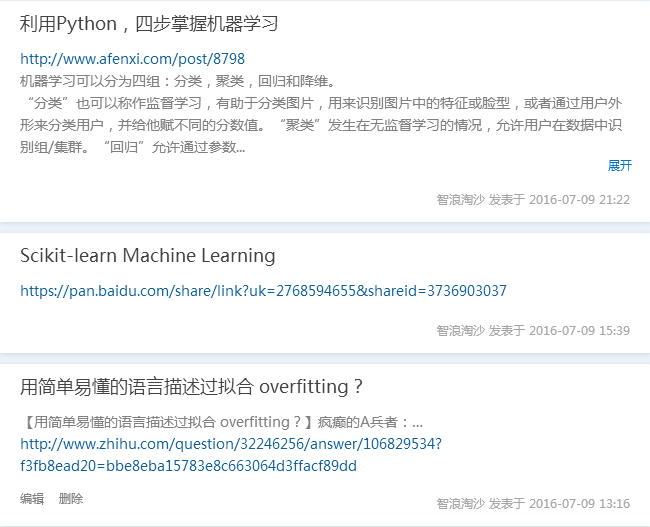 利用Python，四步掌握机器学习
http://www.afenxi.com/post/8798
机器学习可以分为四组：分类，聚类，回归和降维。
“分类”也可以称作监督学习，有助于分类图片，用来识别图片中的特征或脸型，或者通过用户外
形来分类用户，并给他赋不同的分数值。“聚类”发生在无监督学习的情况，允许用户在数据中识
别组/集群。“回归”允许通过参数...
展开
智浪淘沙 发表于 2016-07-09 21:22
Scikit-learn Machine Learning
https://pan.baidu.com/share/link?uk=2768594655&shareid=3736903037
智浪淘沙 发表于 2016-07-09 15:39
用简单易懂的语言描述过拟合 overfitting？
【用简单易懂的语言描述过拟合 overfitting？】疯癫的A兵者：…
http://www.zhihu.com/question/32246256/answer/106829534?
f3fb8ead20=bbe8eba15783e8c663064d3ffacf89dd
编辑 删除
智浪淘沙 发表于 2016-07-09 13:16